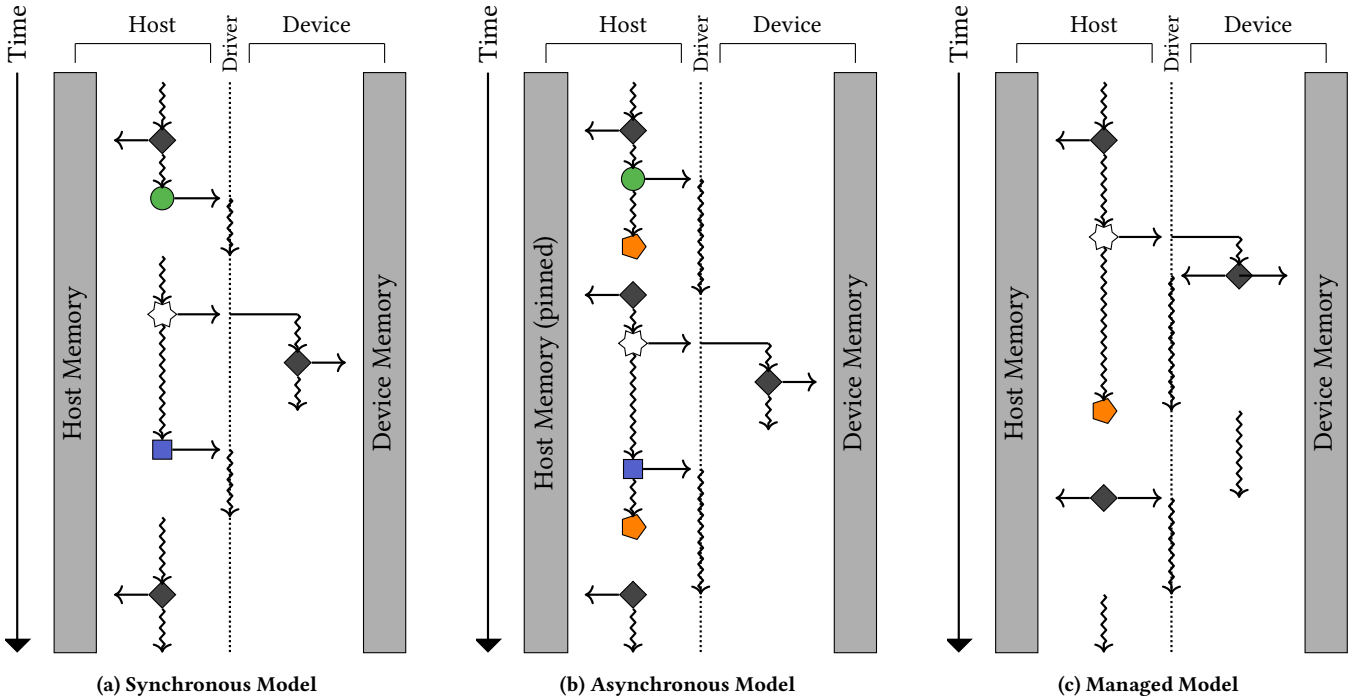 Time
Host
Driver
Device
Host Memory
Device Memory
(a) Synchronous Model
Time
Host
Driver
Device
Host Memory (pinned)
Device Memory
(b) Asynchronous Model
Time
Host
Driver
Device
Host Memory
Device Memory
(c) Managed Model